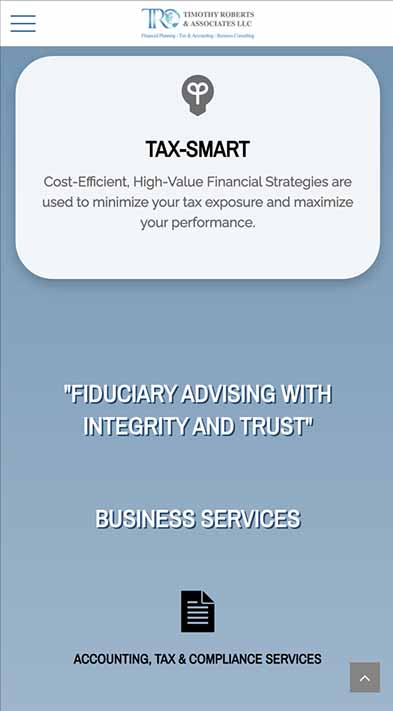 TRC TIMOTHY ROBERTS
& ASSOCIATES LLC
Financial Planning · Tax & Accounting · Business Consulting
TAX-SMART
Cost-Efficient, High-Value Financial Strategies are
used to minimize your tax exposure and maximize
your performance.
"FIDUCIARY ADVISING WITH
INTEGRITY AND TRUST"
BUSINESS SERVICES
ACCOUNTING, TAX & COMPLIANCE SERVICES